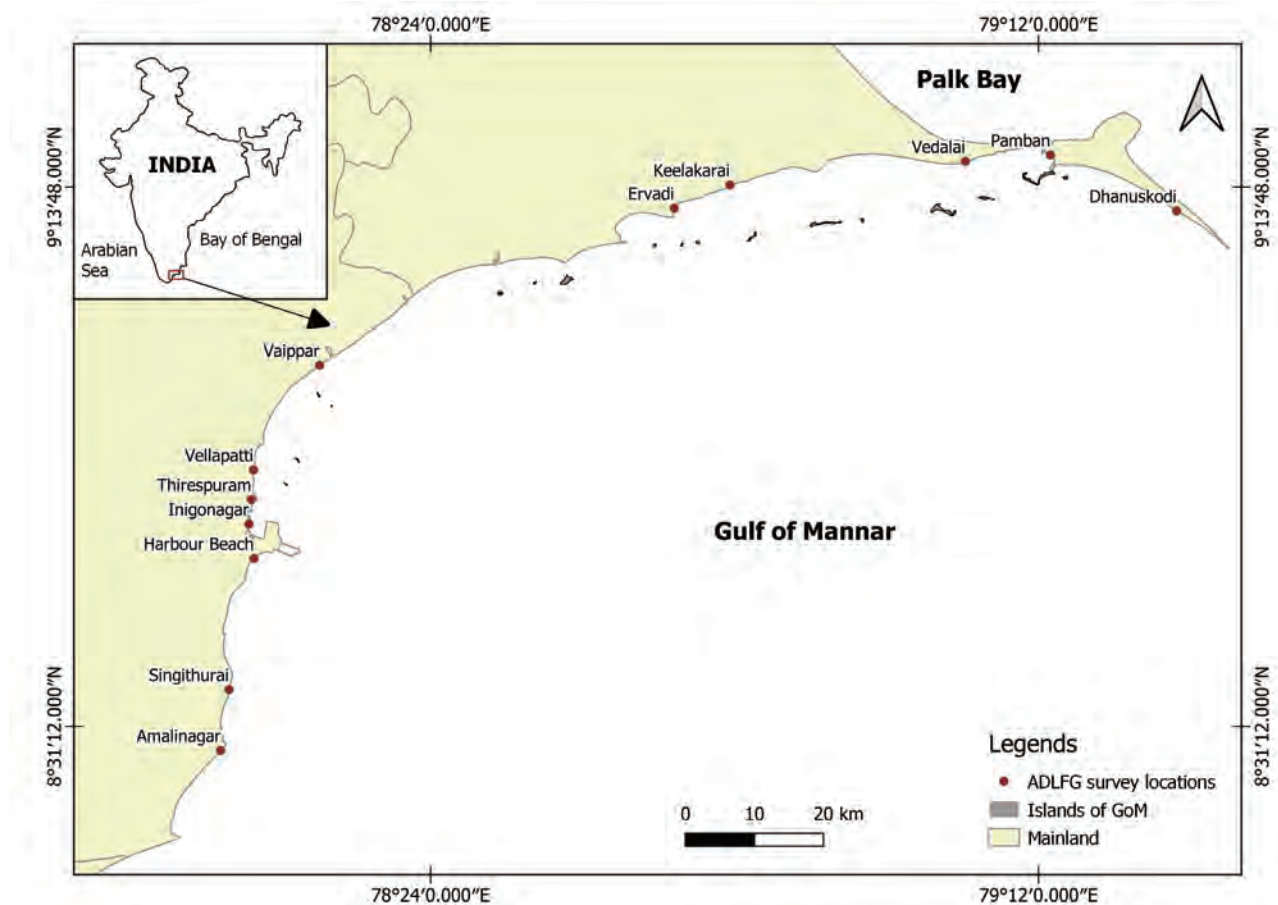 78°24′0.000″E
79°12′0.000″E
Palk Bay
INDIA
Arabian
Sea
Bay of Bengal
9°13′48.000″N
9°13′48.000″N
Vedalai
Pamban
Keelakarai
Ervadi
Dhanuskodi
Vaippar
Vellapatti
Thirespuram
Inigonagar
Harbour Beach
Gulf of Mannar
Singithurai
Amalinagar
8°31′12.000″N
8°31′12.000″N
Legends
ADLFG survey locations
Islands of GoM
Mainland
0 10 20 km
78°24′0.000″E
79°12′0.000″E